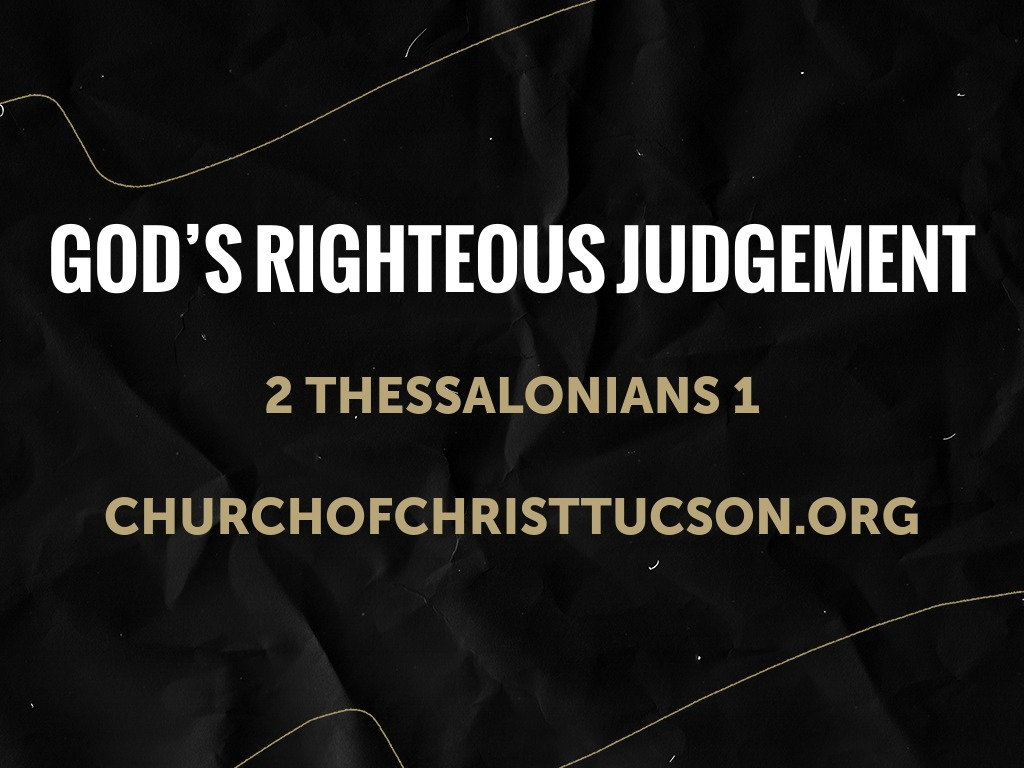 GOD’S RIGHTEOUS JUDGEMENT
2 THESSALONIANS 1
CHURCHOFCHRISTTUCSON.ORG